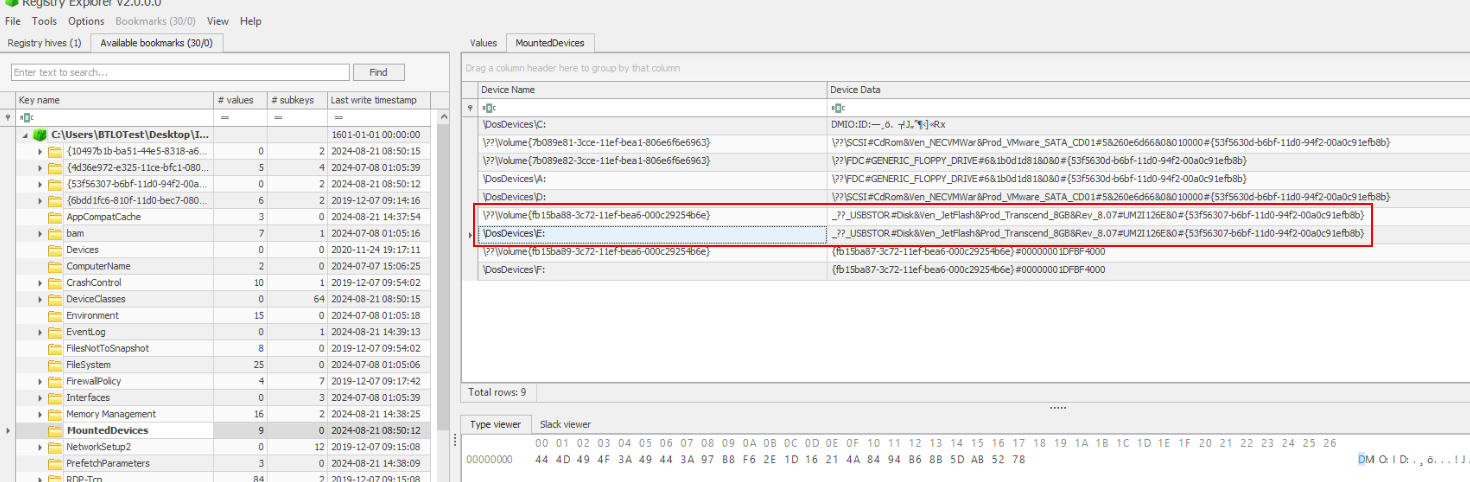 Registry Explorer v2.0.0.0
File Tools Options Bookmarks (30/0) View Help
Registry hives (1) Available bookmarks (30/0)
Enter text to search... Find
Key name # values # subkeys Last write timestamp
= = =
C:\Users\BTLOTest\Desktop\I... 1601-01-01 00:00:00
{10497b1b-ba51-44e5-8318-a6... 0 2 2024-08-21 08:50:15
{4d36e972-e325-11ce-bfc1-080... 5 4 2024-07-08 01:05:39
{53f56307-b6bf-11d0-94f2-00a... 0 2 2024-08-21 08:50:12
{6bdd1fc6-810f-11d0-bec7-080... 6 2 2019-12-07 09:14:16
AppCompatCache 3 0 2024-08-21 14:37:54
bam 7 1 2024-07-08 01:05:16
Devices 0 0 2020-11-24 19:17:11
ComputerName 2 0 2024-07-07 15:06:25
CrashControl 10 1 2019-12-07 09:54:02
DeviceClasses 0 64 2024-08-21 08:50:15
Environment 15 0 2024-07-08 01:05:18
EventLog 0 1 2024-08-21 14:39:13
FilesNotToSnapshot 8 0 2019-12-07 09:54:02
FileSystem 25 0 2024-07-08 01:05:06
FirewallPolicy 4 7 2019-12-07 09:17:42
Interfaces 0 3 2024-07-08 01:05:39
Memory Management 16 2 2024-08-21 14:38:25
MountedDevices 9 0 2024-08-21 08:50:12
NetworkSetup2 0 12 2019-12-07 09:15:08
PrefetchParameters 3 0 2024-08-21 14:38:09
RDP-Tcp 84 2 2019-12-07 09:15:08
Values MountedDevices
Drag a column header here to group by that column
Device Name Device Data
\DosDevices\C: DMIO:ID:
\??\Volume{7b089e81-3cce-11ef-bea1-806e6f6e6963} \??\SCSI#CdRom&Ven_NECVMWar&Prod_VMware_SATA_CD01#5&260e6d66&0&010000#{53f5630d-b6bf-11d0-94f2-00a0c91efb8b}
\??\Volume{7b089e82-3cce-11ef-bea1-806e6f6e6963} \??\FDC#GENERIC_FLOPPY_DRIVE#6&1b0d1d81&0&0#{53f5630d-b6bf-11d0-94f2-00a0c91efb8b}
\DosDevices\A: \??\FDC#GENERIC_FLOPPY_DRIVE#6&1b0d1d81&0&0#{53f5630d-b6bf-11d0-94f2-00a0c91efb8b}
\DosDevices\D: \??\SCSI#CdRom&Ven_NECVMWar&Prod_VMware_SATA_CD01#5&260e6d66&0&010000#{53f5630d-b6bf-11d0-94f2-00a0c91efb8b}
\??\Volume{fb15ba88-3c72-11ef-bea6-000c29254b6e} _??_USBSTOR#Disk&Ven_JetFlash&Prod_Transcend_8GB&Rev_8.07#UM2I126E&0#{53f56307-b6bf-11d0-94f2-00a0c91efb8b}
\DosDevices\E: _??_USBSTOR#Disk&Ven_JetFlash&Prod_Transcend_8GB&Rev_8.07#UM2I126E&0#{53f56307-b6bf-11d0-94f2-00a0c91efb8b}
\??\Volume{fb15ba89-3c72-11ef-bea6-000c29254b6e} {fb15ba87-3c72-11ef-bea6-000c29254b6e}#00000001DFBF4000
\DosDevices\F: {fb15ba87-3c72-11ef-bea6-000c29254b6e}#00000001DFBF4000
Total rows: 9
Type viewer Slack viewer
00 01 02 03 04 05 06 07 08 09 0A 0B 0C 0D 0E 0F 10 11 12 13 14 15 16 17 18 19 1A 1B 1C 1D 1E 1F 20 21 22 23 24 25 26
00000000 44 4D 49 4F 3A 49 44 3A 97 B8 F6 2E 1D 16 21 4A 84 94 B6 8B 5D AB 52 78 DMIO:ID:.¸ö...!J.